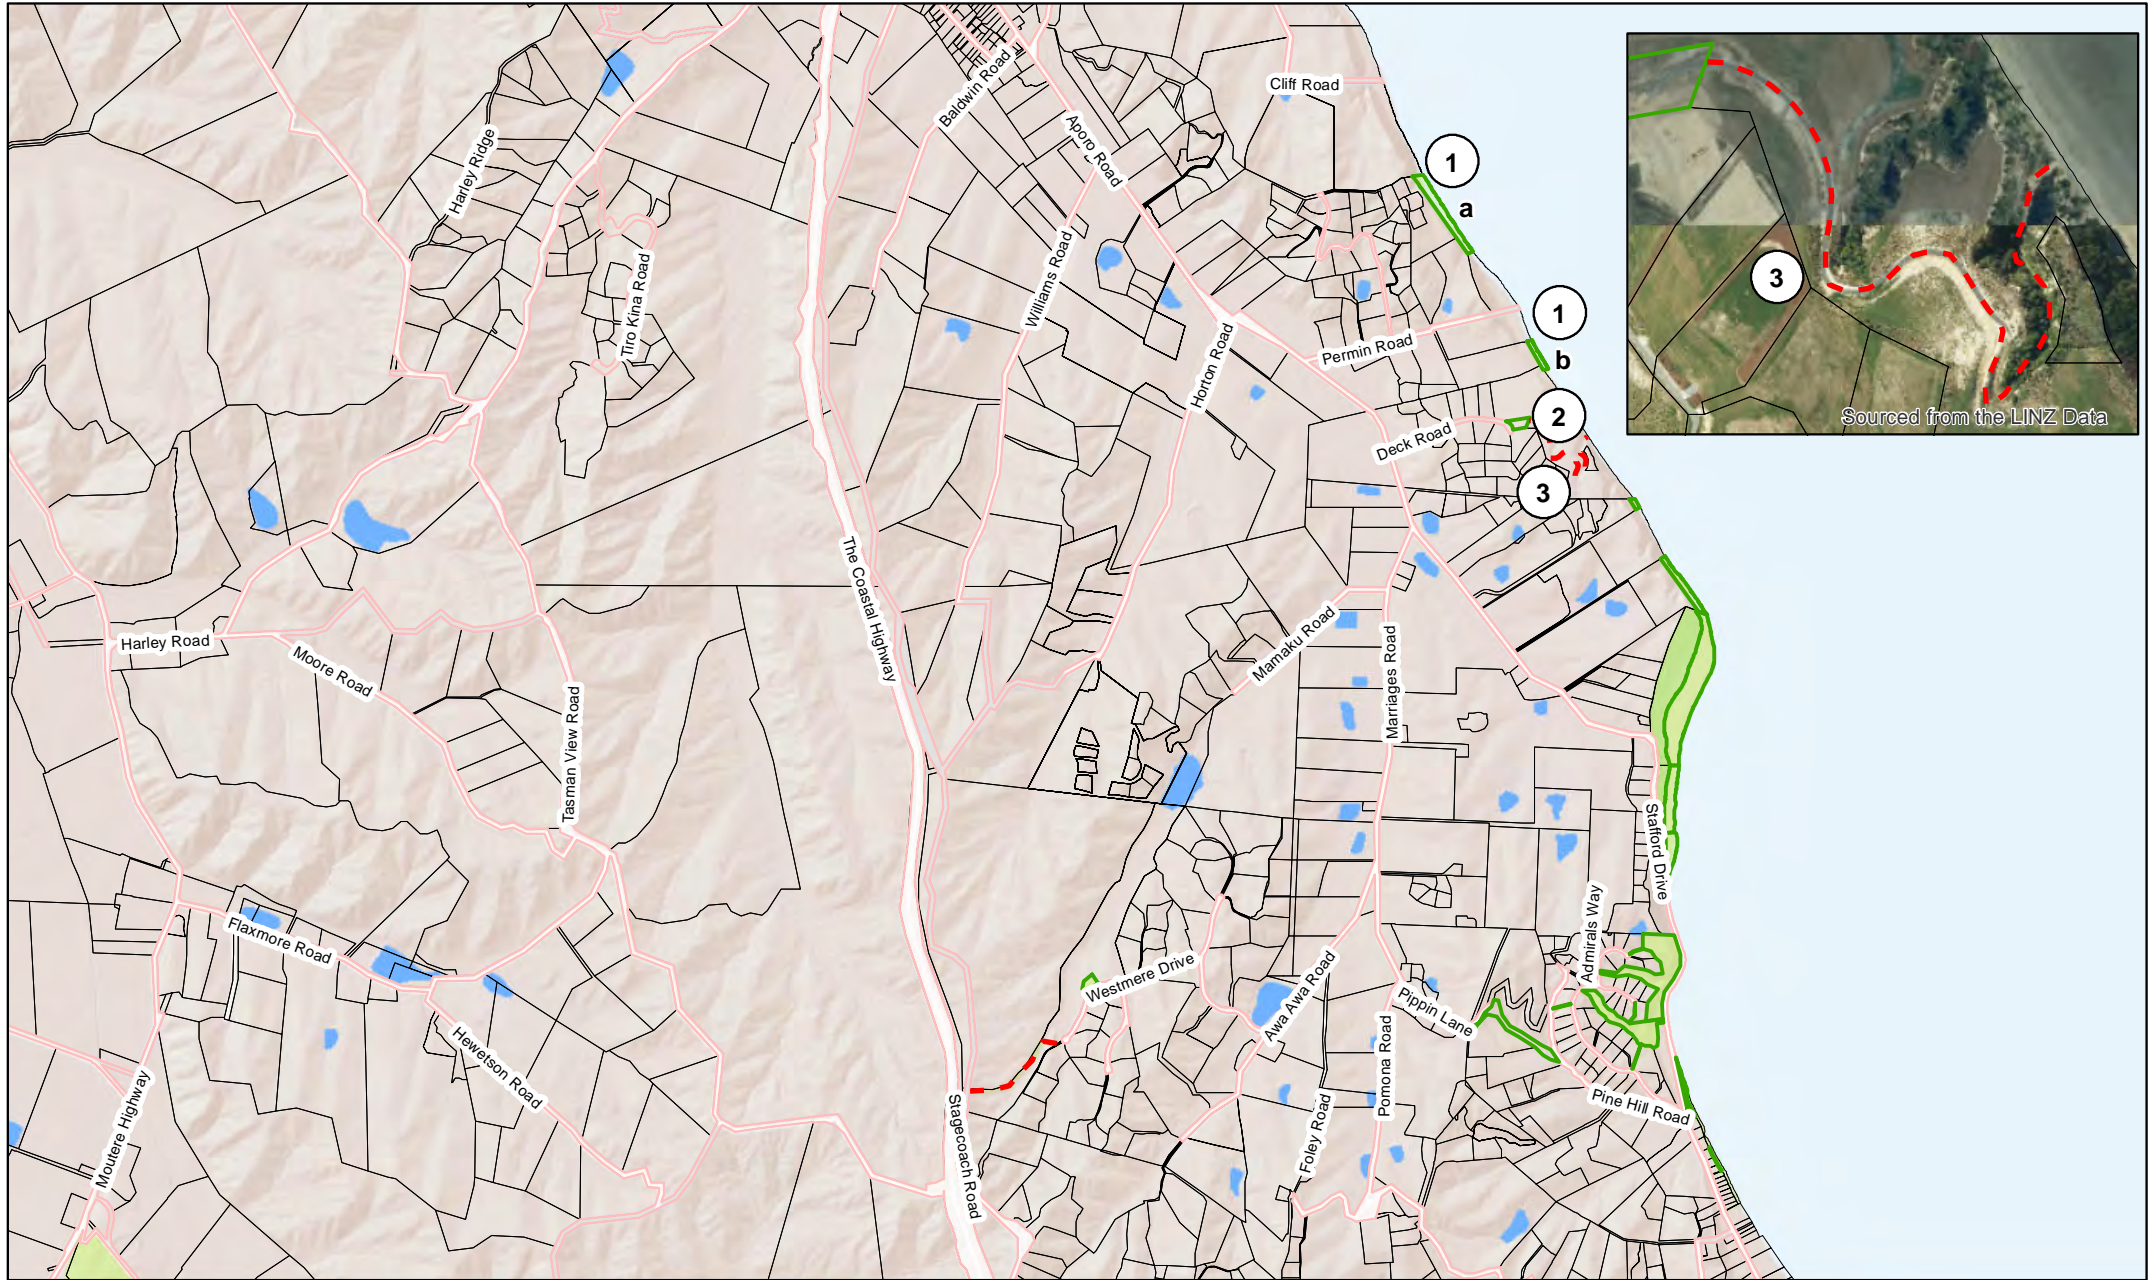 Baldwin Road
Cliff Road
Aporo Road
Harley Ridge
1
a
Williams Road
Tiro Kina Road
3
1
b
Permin Road
Horton Road
Sourced from the LINZ Data
2
Deck Road
3
The Coastal Highway
Harley Road
Moore Road
Mamaku Road
Marriages Road
Tasman View Road
Stafford Drive
Flaxmore Road
Admirals Way
Westmere Drive
Awa Awa Road
Pippin Lane
Hewetson Road
Pomona Road
Pine Hill Road
Moutere Highway
Stagecoach Road
Foley Road